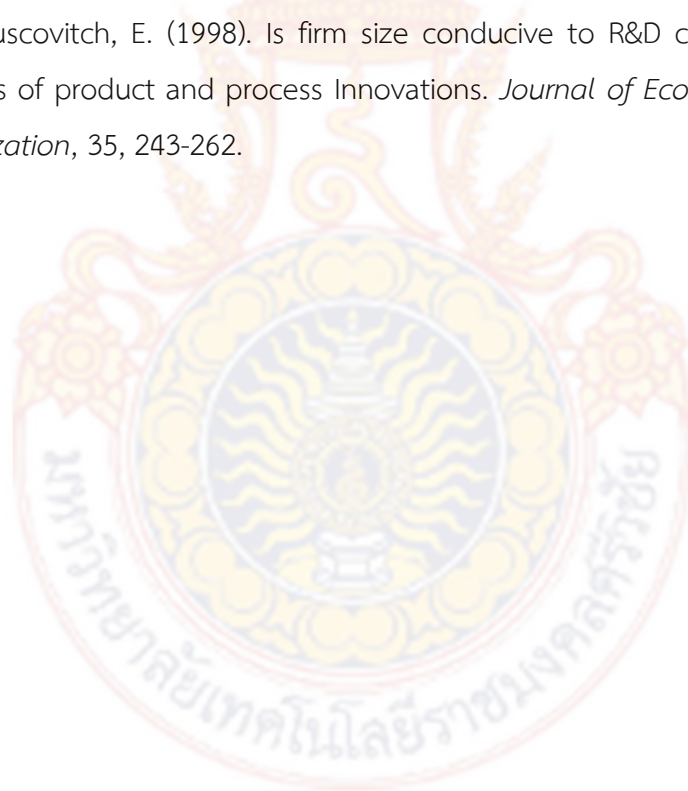 uscovitch, E. (1998). Is firm size conducive to R&D c
s of product and process Innovations. Journal of Eco
zation, 35, 243-262.
มหาวิทยาลัยเทคโนโลยีราชมงคลศรีวิชัย